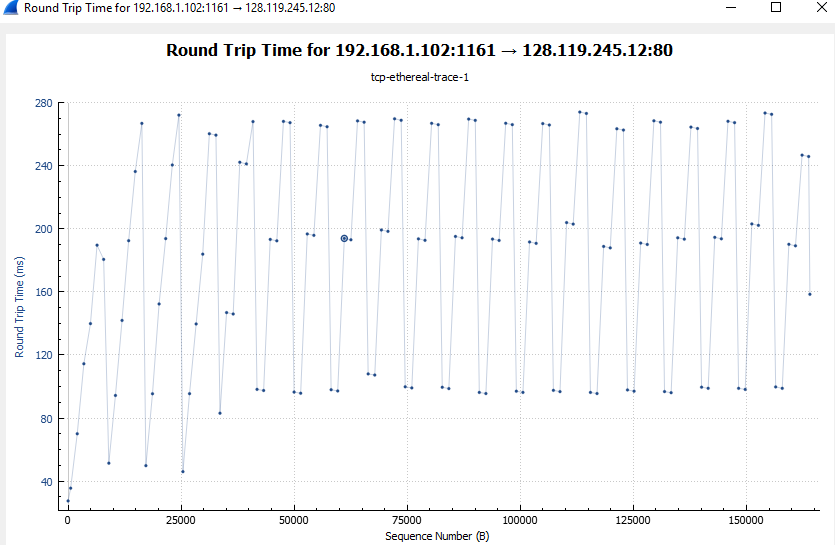 Round Trip Time for 192.168.1.102:1161 → 128.119.245.12:80
Round Trip Time for 192.168.1.102:1161 → 128.119.245.12:80
tcp-ethereal-trace-1
280
240
200
160
120
80
40
Round Trip Time (ms)
0
25000
50000
75000
100000
125000
150000
Sequence Number (B)